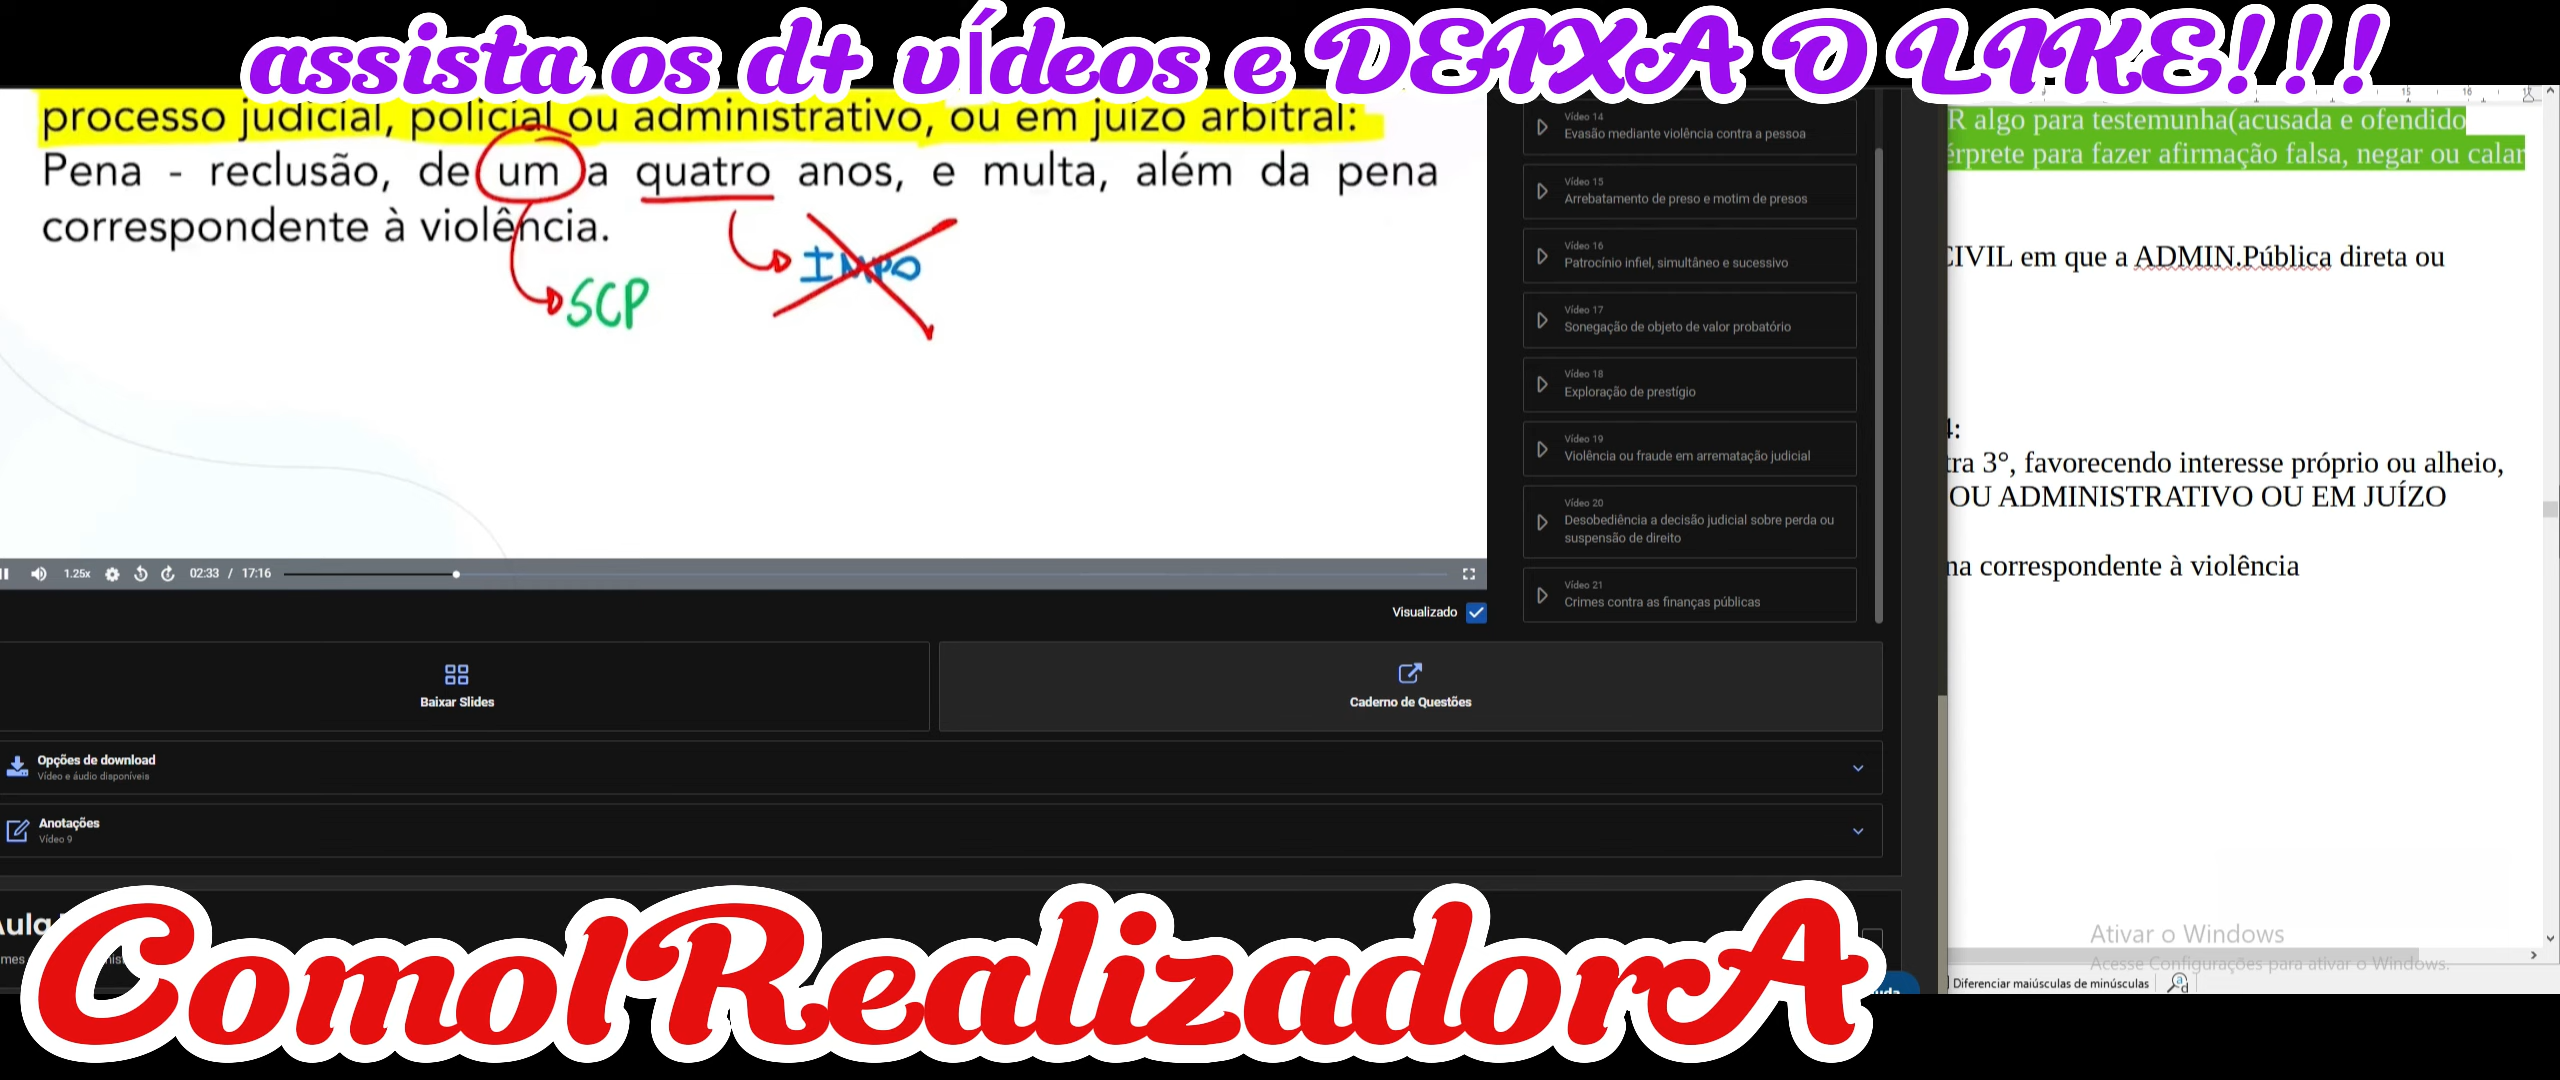 assista os d+ vídeos e DEIXA O LIKE!!!
processo judicial, policial ou administrativo, ou em juízo arbitral:
Pena - reclusão, de um a quatro anos, e multa, além da pena
correspondente à violência.
SCP
IMPO
1.25x
02:33 / 17:16
Visualizado
Baixar Slides
Caderno de Questões
Opções de download
Vídeo e áudio disponíveis
Anotações
Vídeo 9
Vídeo 14
Evasão mediante violência contra a pessoa
Vídeo 15
Arrebatamento de preso e motim de presos
Vídeo 16
Patrocínio infiel, simultâneo e sucessivo
Vídeo 17
Sonegação de objeto de valor probatório
Vídeo 18
Exploração de prestígio
Vídeo 19
Violência ou fraude em arrematação judicial
Vídeo 20
Desobediência a decisão judicial sobre perda ou
suspensão de direito
Vídeo 21
Crimes contra as finanças públicas
15 16
R algo para testemunha(acusada e ofendido
érprete para fazer afirmação falsa, negar ou calar
CIVIL em que a ADMIN.Pública direta ou
4:
tra 3°, favorecendo interesse próprio ou alheio,
OU ADMINISTRATIVO OU EM JUÍZO
na correspondente à violência
Ativar o Windows
Acesse Configurações para ativar o Windows.
Diferenciar maiúsculas de minúsculas
ComoIRealizadorA